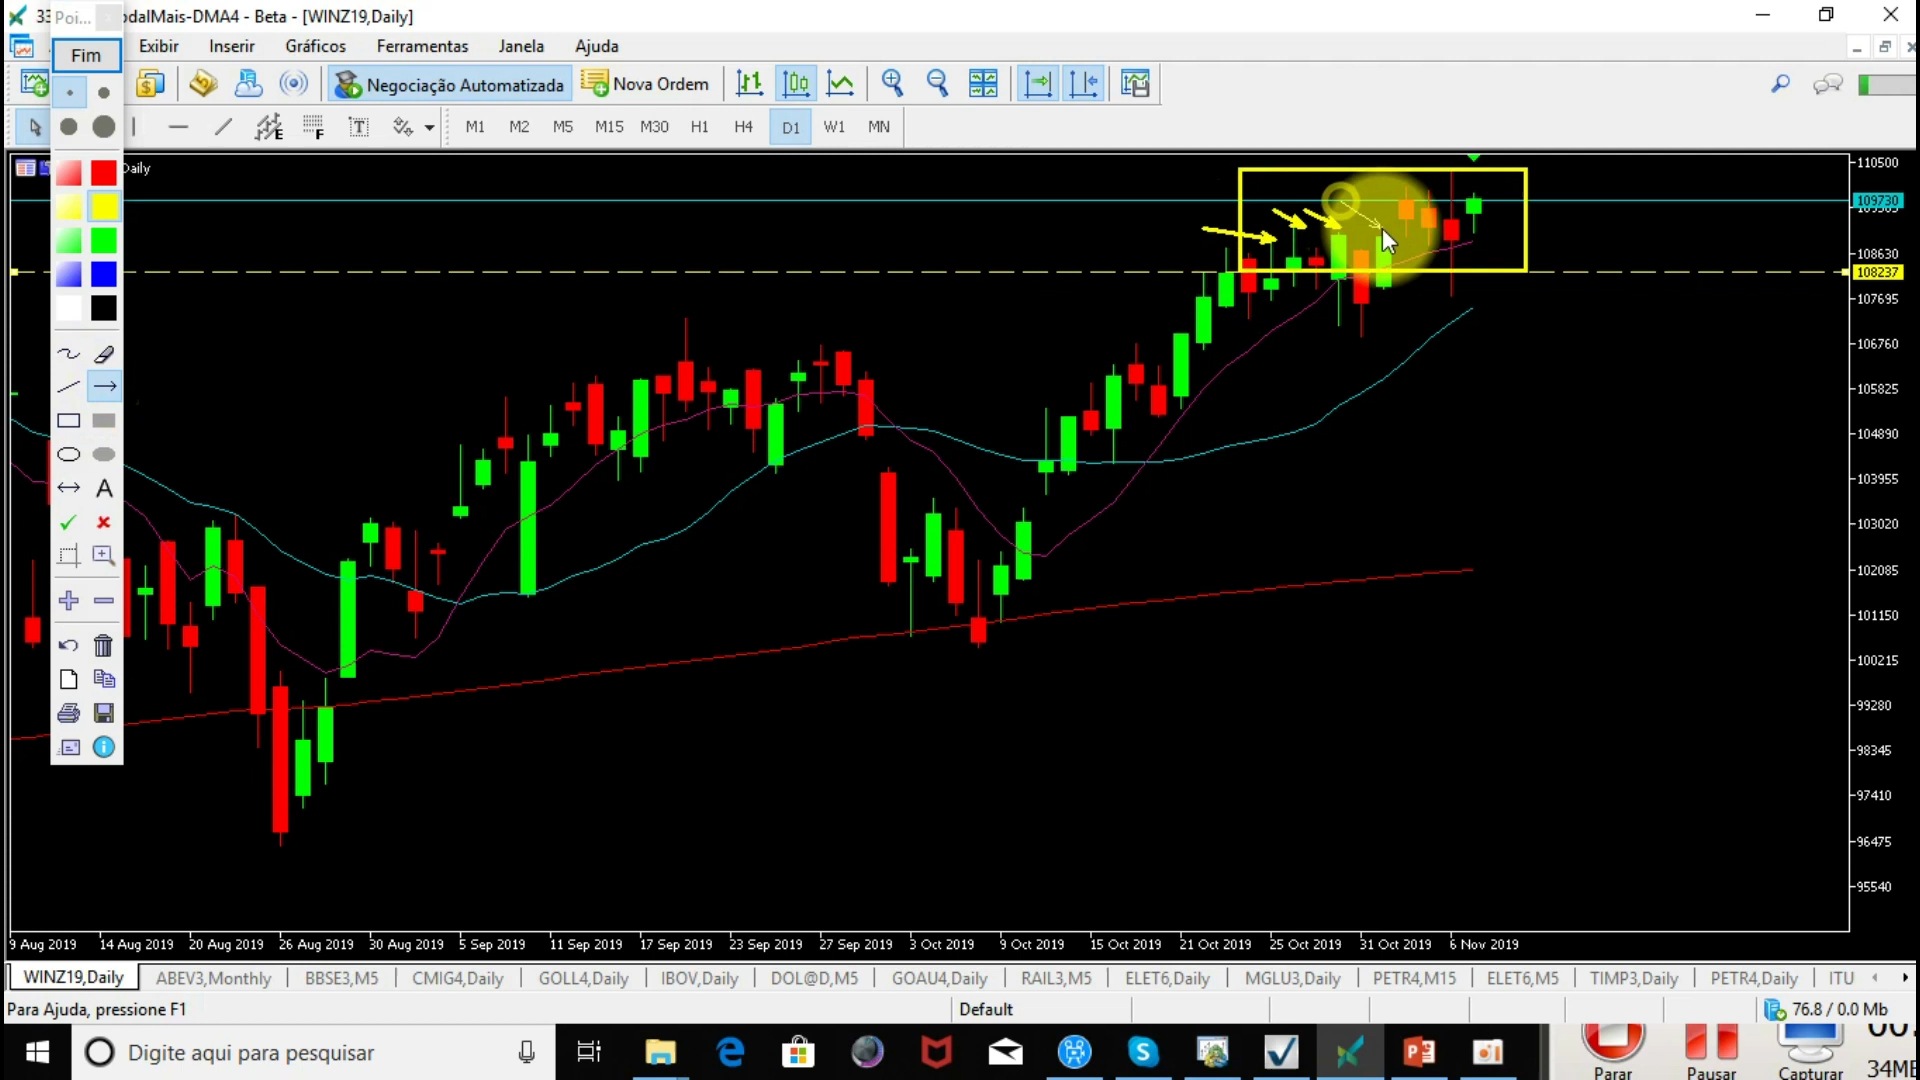 33
Poi...
odalMais-DMA4 - Beta - [WINZ19,Daily]
Fim
Exibir Inserir Gráficos Ferramentas Janela Ajuda
Negociação Automatizada Nova Ordem
E F T M1 M2 M5 M15 M30 H1 H4 D1 W1 MN
Daily
110500
109730
108630
108237
107695
106760
105825
104890
103955
103020
102085
101150
100215
99280
98345
97410
96475
95540
A
9 Aug 2019 14 Aug 2019 20 Aug 2019 26 Aug 2019 30 Aug 2019 5 Sep 2019 11 Sep 2019 17 Sep 2019 23 Sep 2019 27 Sep 2019 3 Oct 2019 9 Oct 2019 15 Oct 2019 21 Oct 2019 25 Oct 2019 31 Oct 2019 6 Nov 2019
WINZ19,Daily ABEV3,Monthly BBSE3,M5 CMIG4,Daily GOLL4,Daily IBOV,Daily DOL@D,M5 GOAU4,Daily RAIL3,M5 ELET6,Daily MGLU3,Daily PETR4,M15 ELET6,M5 TIMP3,Daily PETR4,Daily ITU
Para Ajuda, pressione F1 Default 76.8 / 0.0 Mb
Digite aqui para pesquisar
Parar Pausar Capturar 34ME